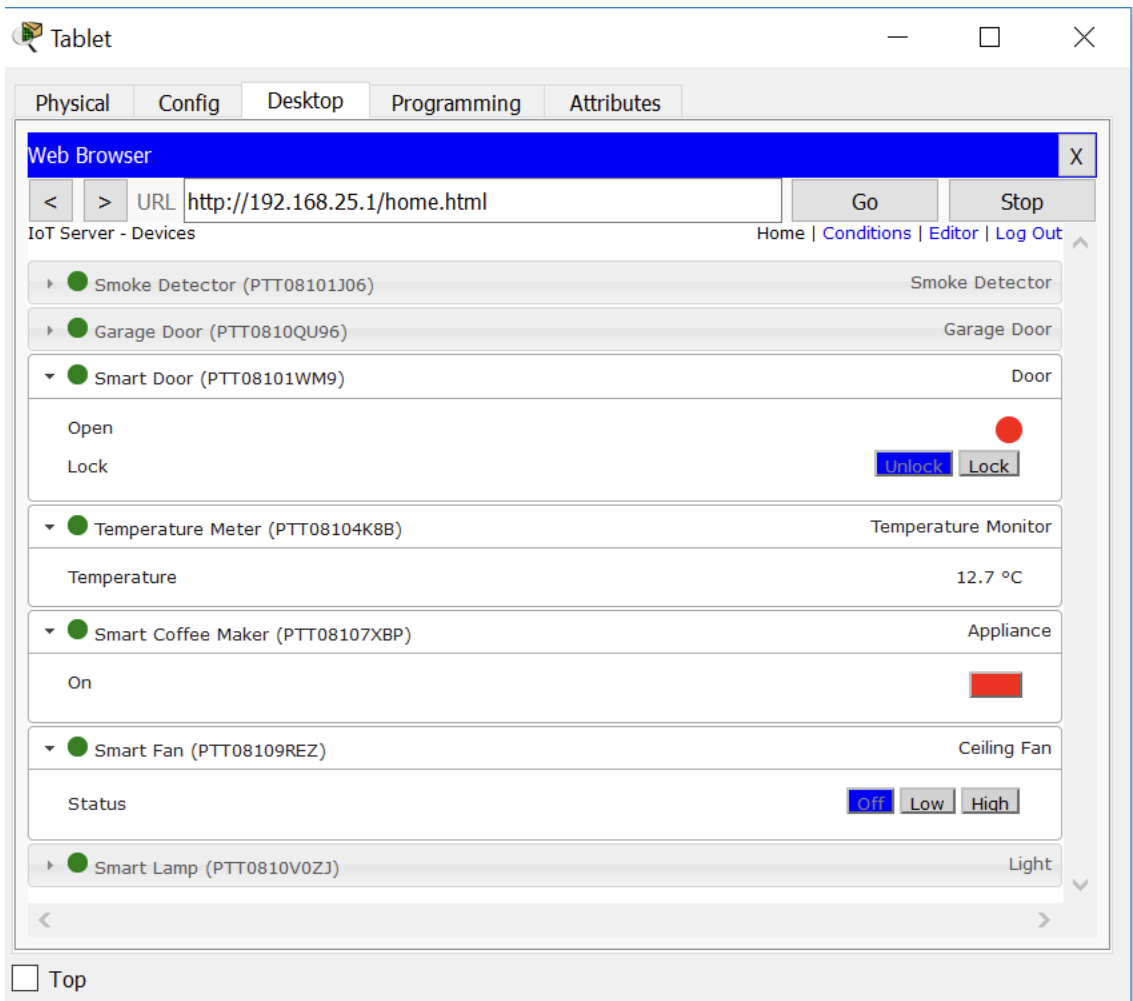 Tablet
Physical Config Desktop Programming Attributes
Web Browser X
< > URL http://192.168.25.1/home.html Go Stop
IoT Server - Devices Home | Conditions | Editor | Log Out
Smoke Detector (PTT08101J06) Smoke Detector
Garage Door (PTT0810QU96) Garage Door
Smart Door (PTT08101WM9) Door
Open
Lock Unlock Lock
Temperature Meter (PTT08104K8B) Temperature Monitor
Temperature 12.7 °C
Smart Coffee Maker (PTT08107XBP) Appliance
On
Smart Fan (PTT08109REZ) Ceiling Fan
Status Off Low High
Smart Lamp (PTT0810V0ZJ) Light
Top